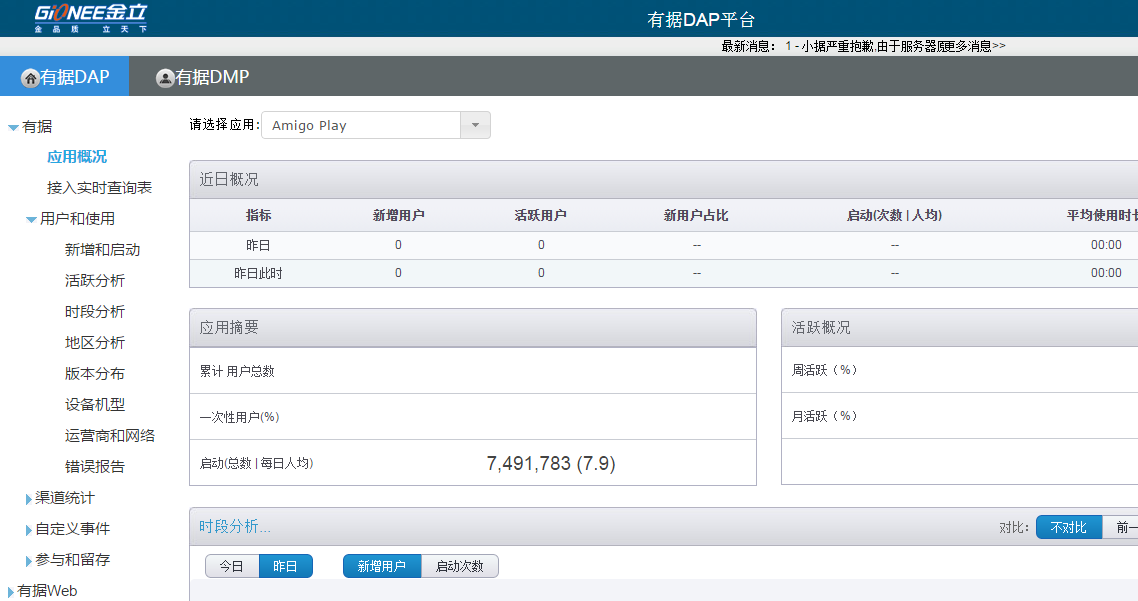 GiONEE金立
金 品 质 立 天 下
有据DAP平台
最新消息： 1 - 小据严重抱歉,由于服务器原更多消息>>
有据DAP
有据DMP
有据
应用概况
接入实时查询表
用户和使用
新增和启动
活跃分析
时段分析
地区分析
版本分布
设备机型
运营商和网络
错误报告
渠道统计
自定义事件
参与和留存
有据Web
请选择应用: Amigo Play
近日概况
指标 新增用户 活跃用户 新用户占比 启动(次数 | 人均) 平均使用时长
昨日 0 0 -- -- 00:00
昨日此时 0 0 -- -- 00:00
应用摘要
累计 用户总数
一次性用户(%)
启动(总数 | 每日人均) 7,491,783 (7.9)
活跃概况
周活跃（%）
月活跃（%）
时段分析...
对比: 不对比 前一
今日 昨日 新增用户 启动次数